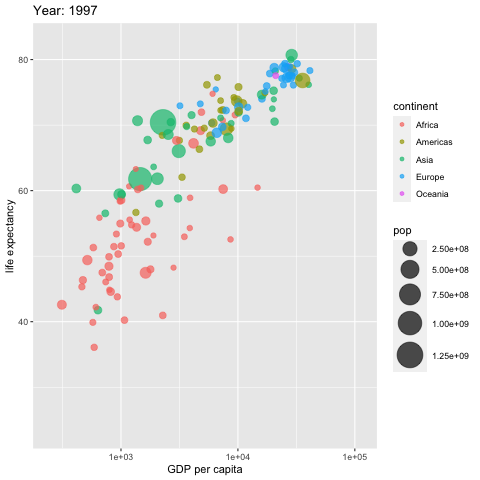 Year: 1997
life expectancy
80
60
40
1e+03
1e+04
1e+05
GDP per capita
continent
Africa
Americas
Asia
Europe
Oceania
pop
2.50e+08
5.00e+08
7.50e+08
1.00e+09
1.25e+09